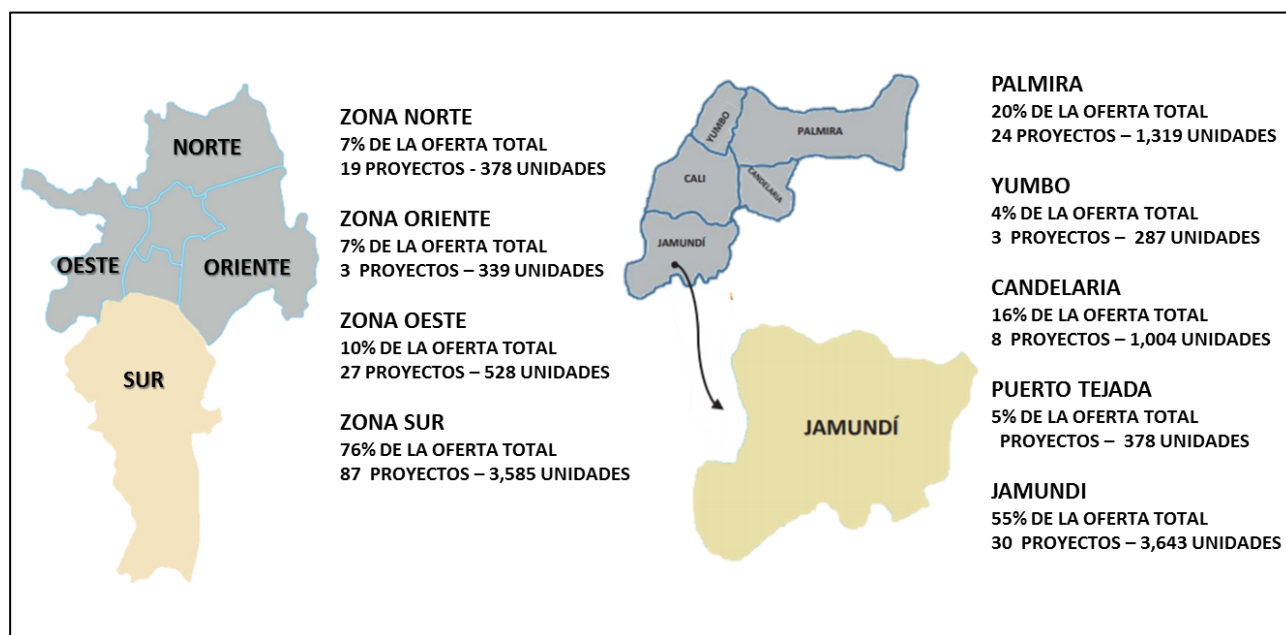 NORTE
OESTE
ORIENTE
SUR
ZONA NORTE
7% DE LA OFERTA TOTAL
19 PROYECTOS - 378 UNIDADES
ZONA ORIENTE
7% DE LA OFERTA TOTAL
3 PROYECTOS – 339 UNIDADES
ZONA OESTE
10% DE LA OFERTA TOTAL
27 PROYECTOS – 528 UNIDADES
ZONA SUR
76% DE LA OFERTA TOTAL
87 PROYECTOS – 3,585 UNIDADES
YUMBO
PALMIRA
CALI
CANDELARIA
JAMUNDÍ
JAMUNDÍ
PALMIRA
20% DE LA OFERTA TOTAL
24 PROYECTOS – 1,319 UNIDADES
YUMBO
4% DE LA OFERTA TOTAL
3 PROYECTOS – 287 UNIDADES
CANDELARIA
16% DE LA OFERTA TOTAL
8 PROYECTOS – 1,004 UNIDADES
PUERTO TEJADA
5% DE LA OFERTA TOTAL
PROYECTOS – 378 UNIDADES
JAMUNDI
55% DE LA OFERTA TOTAL
30 PROYECTOS – 3,643 UNIDADES